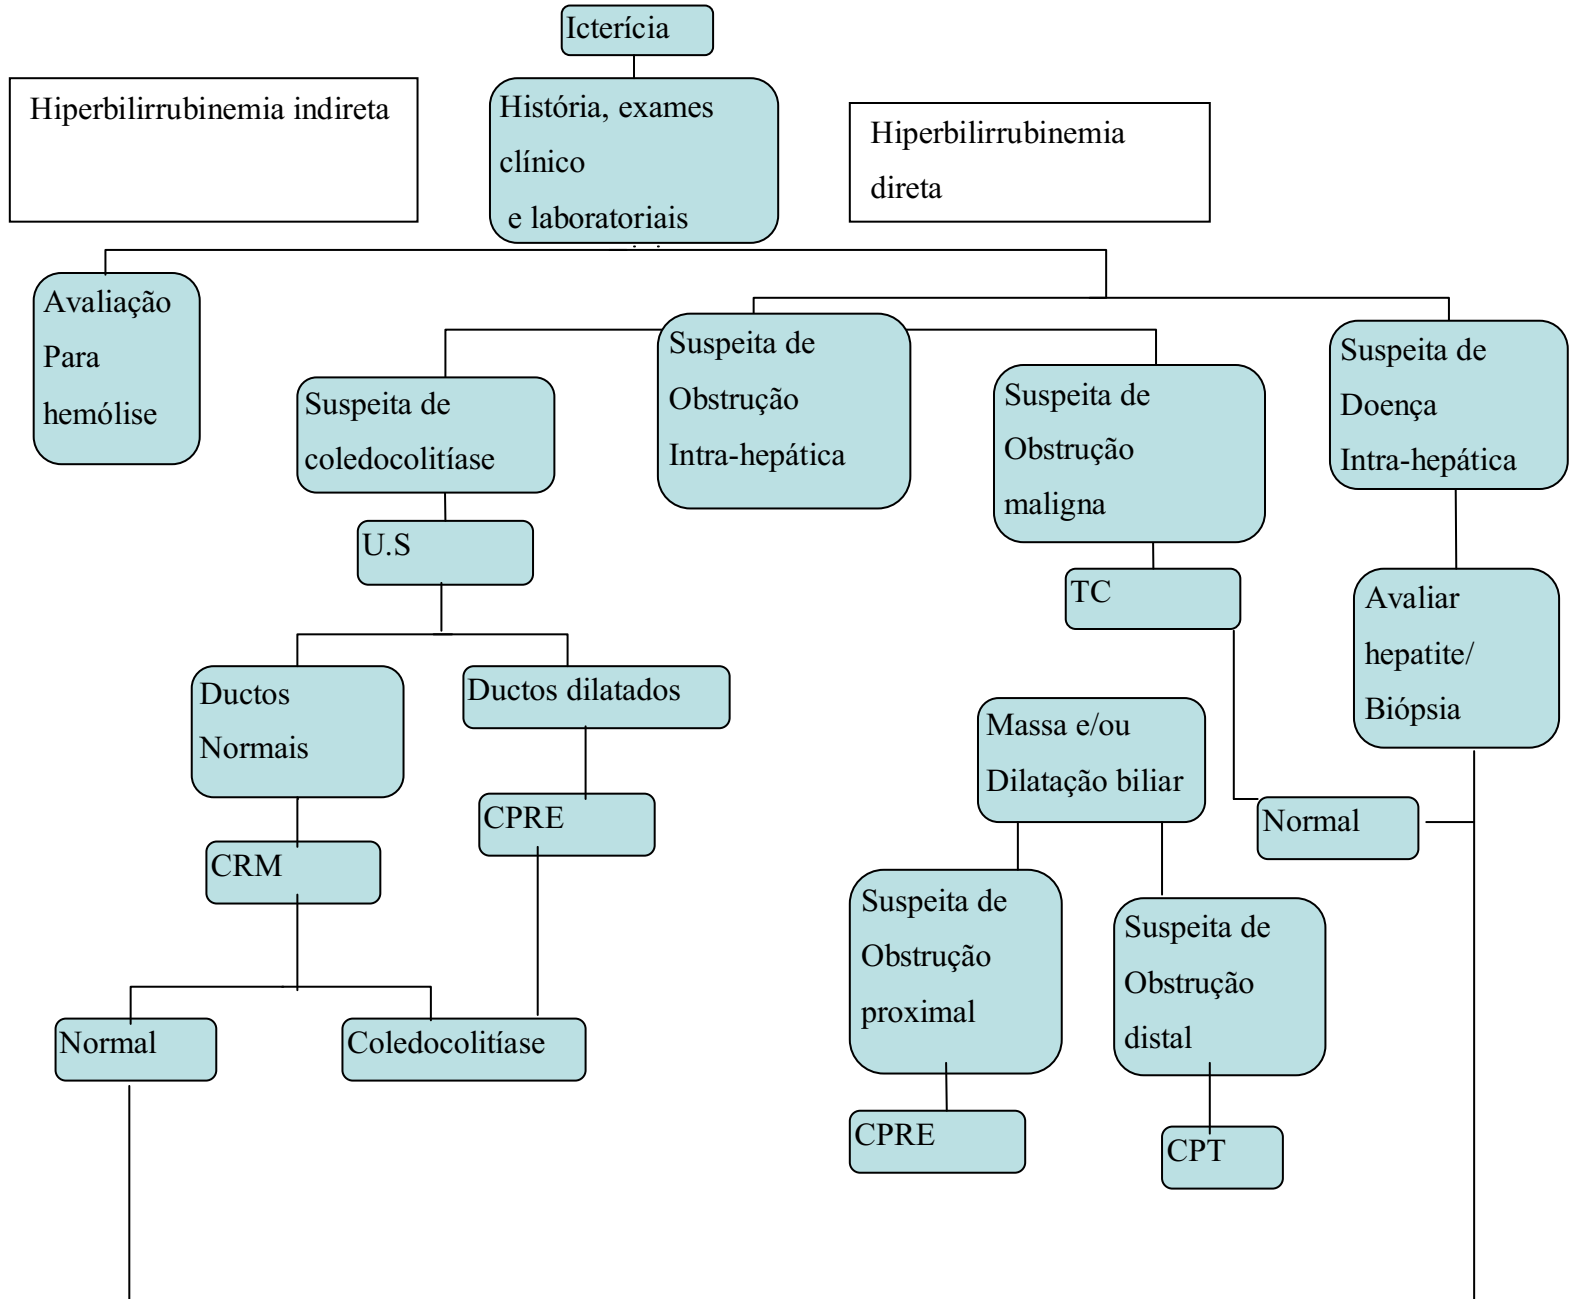 Icterícia
Hiperbilirrubinemia indireta
História, exames
clínico
e laboratoriais
Hiperbilirrubinemia
direta
Avaliação
Para
hemólise
Suspeita de
coledocolitíase
Suspeita de
Obstrução
Intra-hepática
Suspeita de
Obstrução
maligna
Suspeita de
Doença
Intra-hepática
U.S
TC
Avaliar
hepatite/
Biópsia
Ductos
Normais
Ductos dilatados
Massa e/ou
Dilatação biliar
CPRE
Normal
CRM
Suspeita de
Obstrução
proximal
Suspeita de
Obstrução
distal
Normal
Coledocolitíase
CPRE
CPT